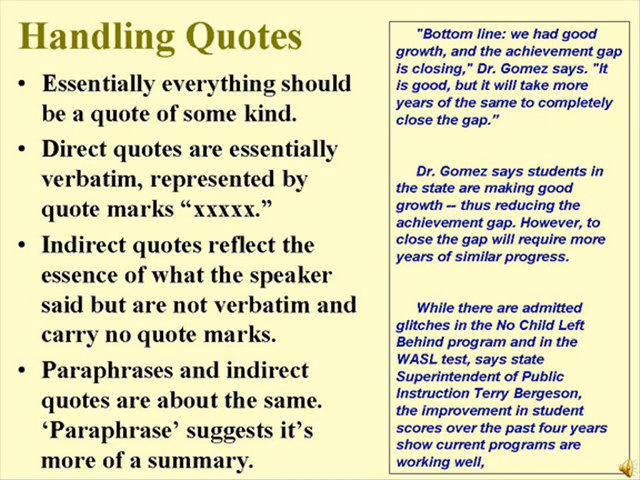 Handling Quotes
• Essentially everything should
be a quote of some kind.
• Direct quotes are essentially
verbatim, represented by
quote marks “xxxxx.”
• Indirect quotes reflect the
essence of what the speaker
said but are not verbatim and
carry no quote marks.
• Paraphrases and indirect
quotes are about the same.
‘Paraphrase’ suggests it’s
more of a summary.
"Bottom line: we had good
growth, and the achievement gap
is closing," Dr. Gomez says. "It
is good, but it will take more
years of the same to completely
close the gap.”
Dr. Gomez says students in
the state are making good
growth -- thus reducing the
achievement gap. However, to
close the gap will require more
years of similar progress.
While there are admitted
glitches in the No Child Left
Behind program and in the
WASL test, says state
Superintendent of Public
Instruction Terry Bergeson,
the improvement in student
scores over the past four years
show current programs are
working well,